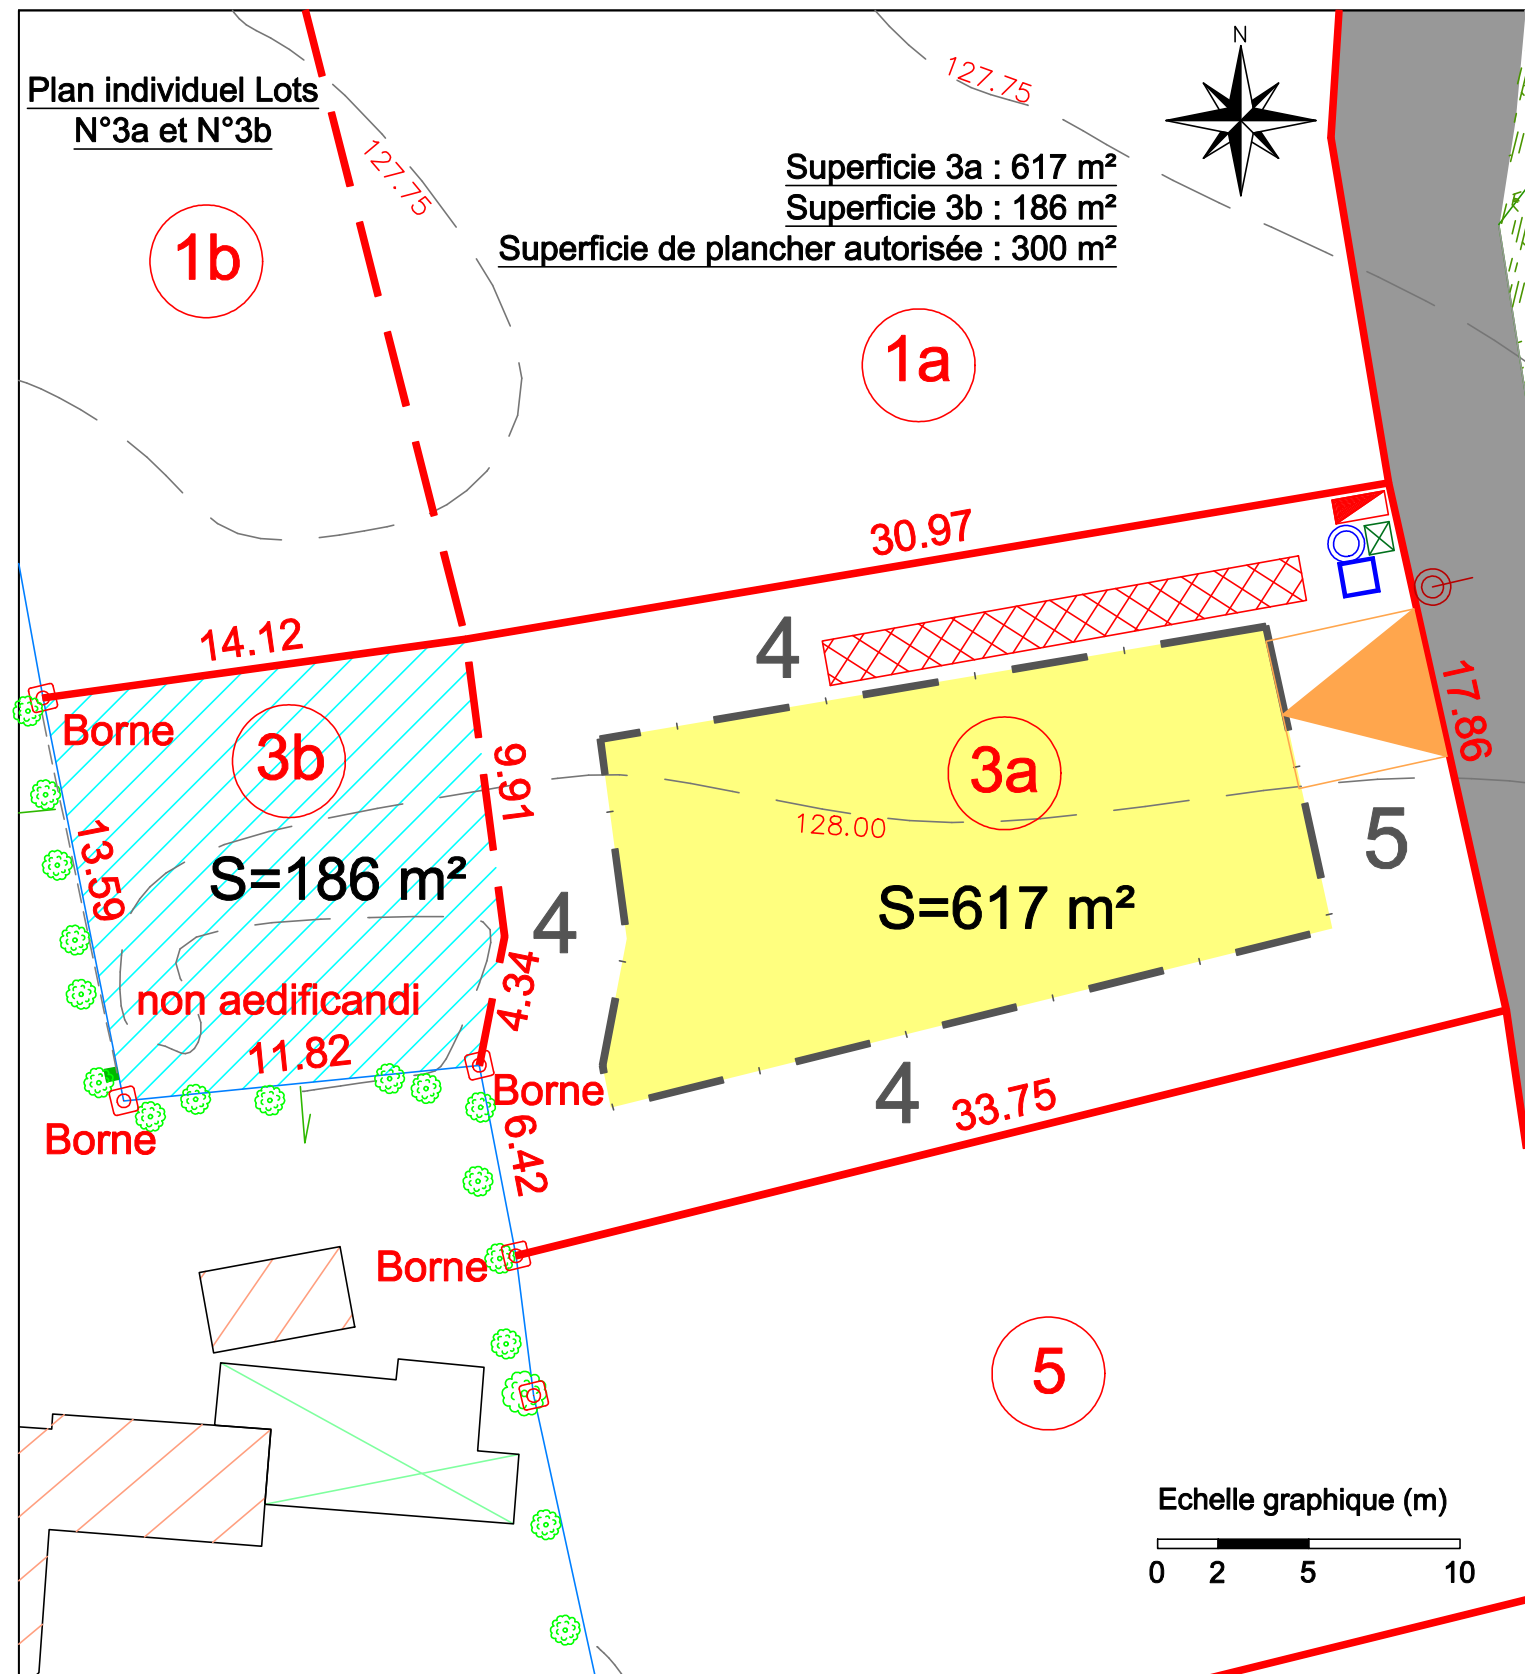 N
127.75
Plan individuel Lots
N°3a et N°3b
127.75
Superficie 3a : 617 m²
Superficie 3b : 186 m²
Superficie de plancher autorisée : 300 m²
1b
1a
30.97
14.12
4
Borne
3b
9.91
3a
17.86
128.00
5
13.59
S=186 m²
4
S=617 m²
non aedificandi
4.34
11.82
Borne
4
33.75
Borne
6.42
Borne
5
Echelle graphique (m)
0 2 5 10